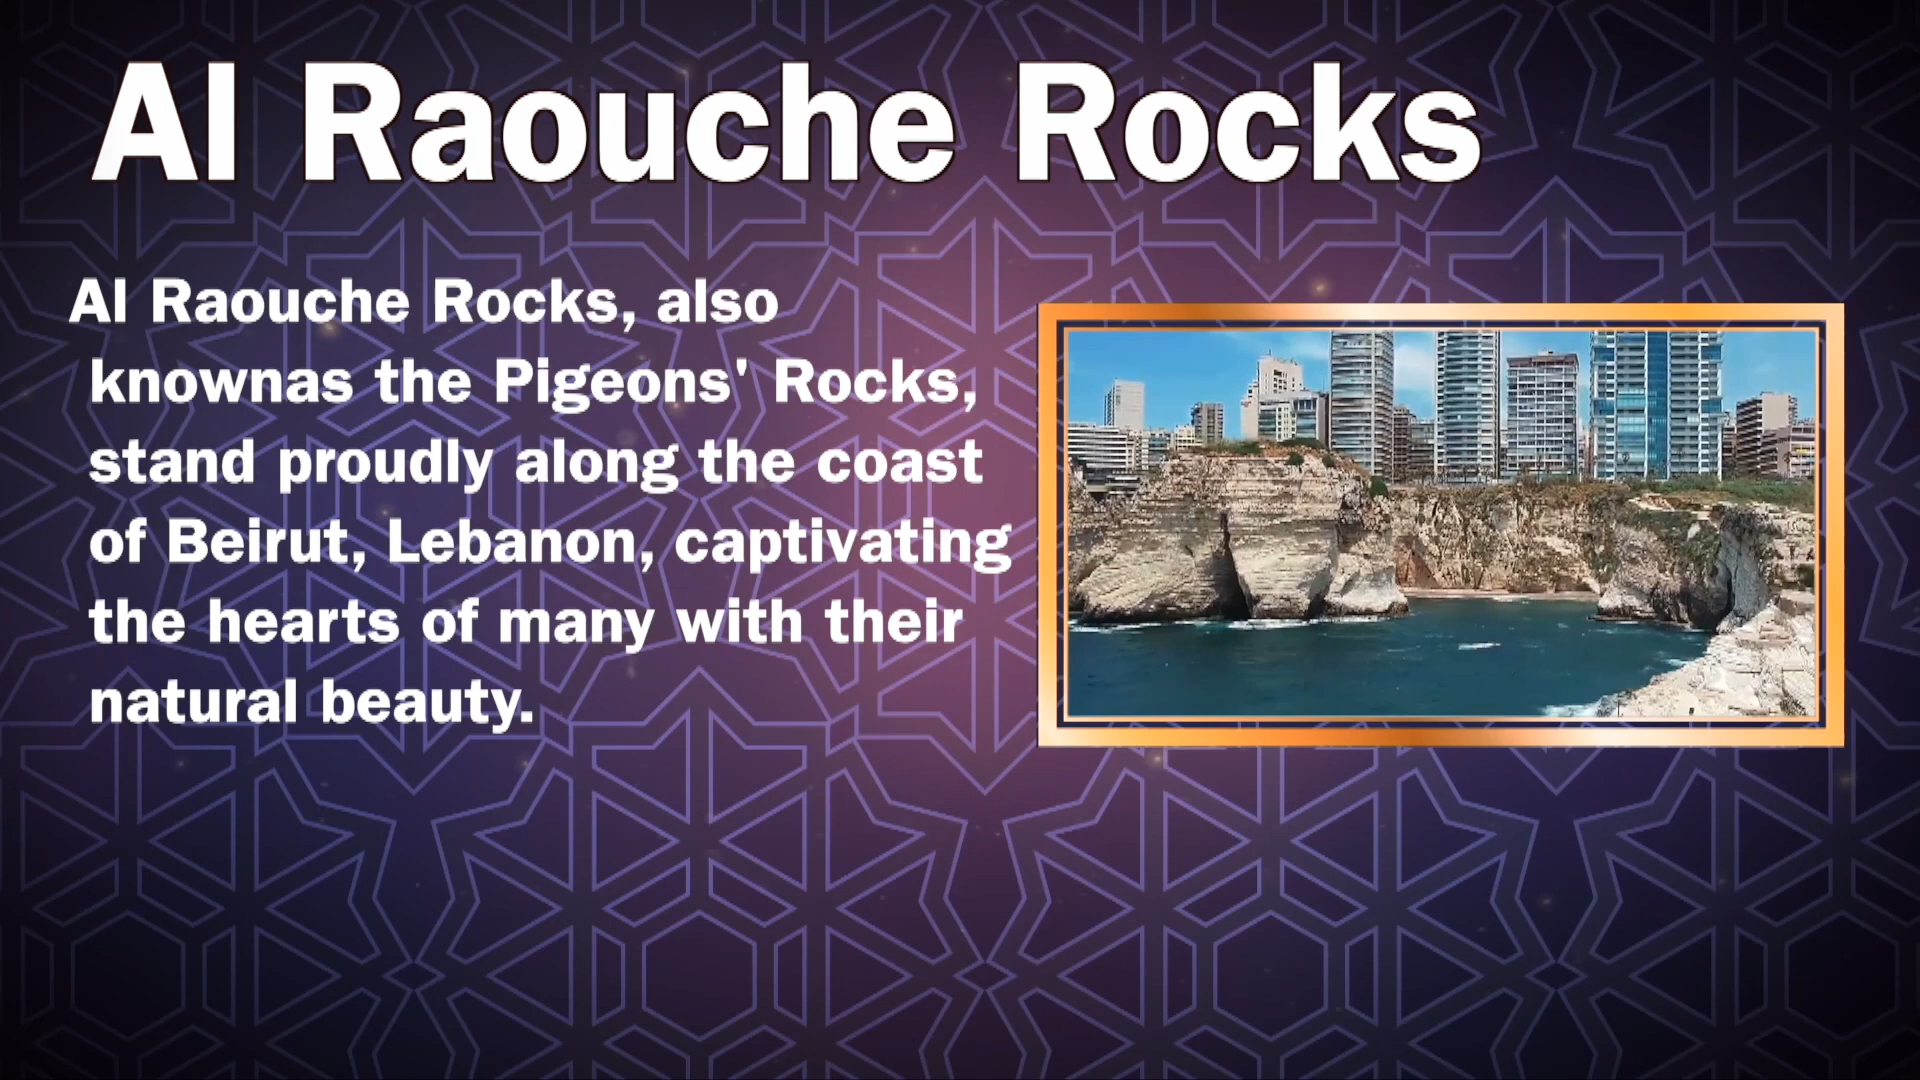 Al Raouche Rocks
Al Raouche Rocks, also
knownas the Pigeons' Rocks,
stand proudly along the coast
of Beirut, Lebanon, captivating
the hearts of many with their
natural beauty.